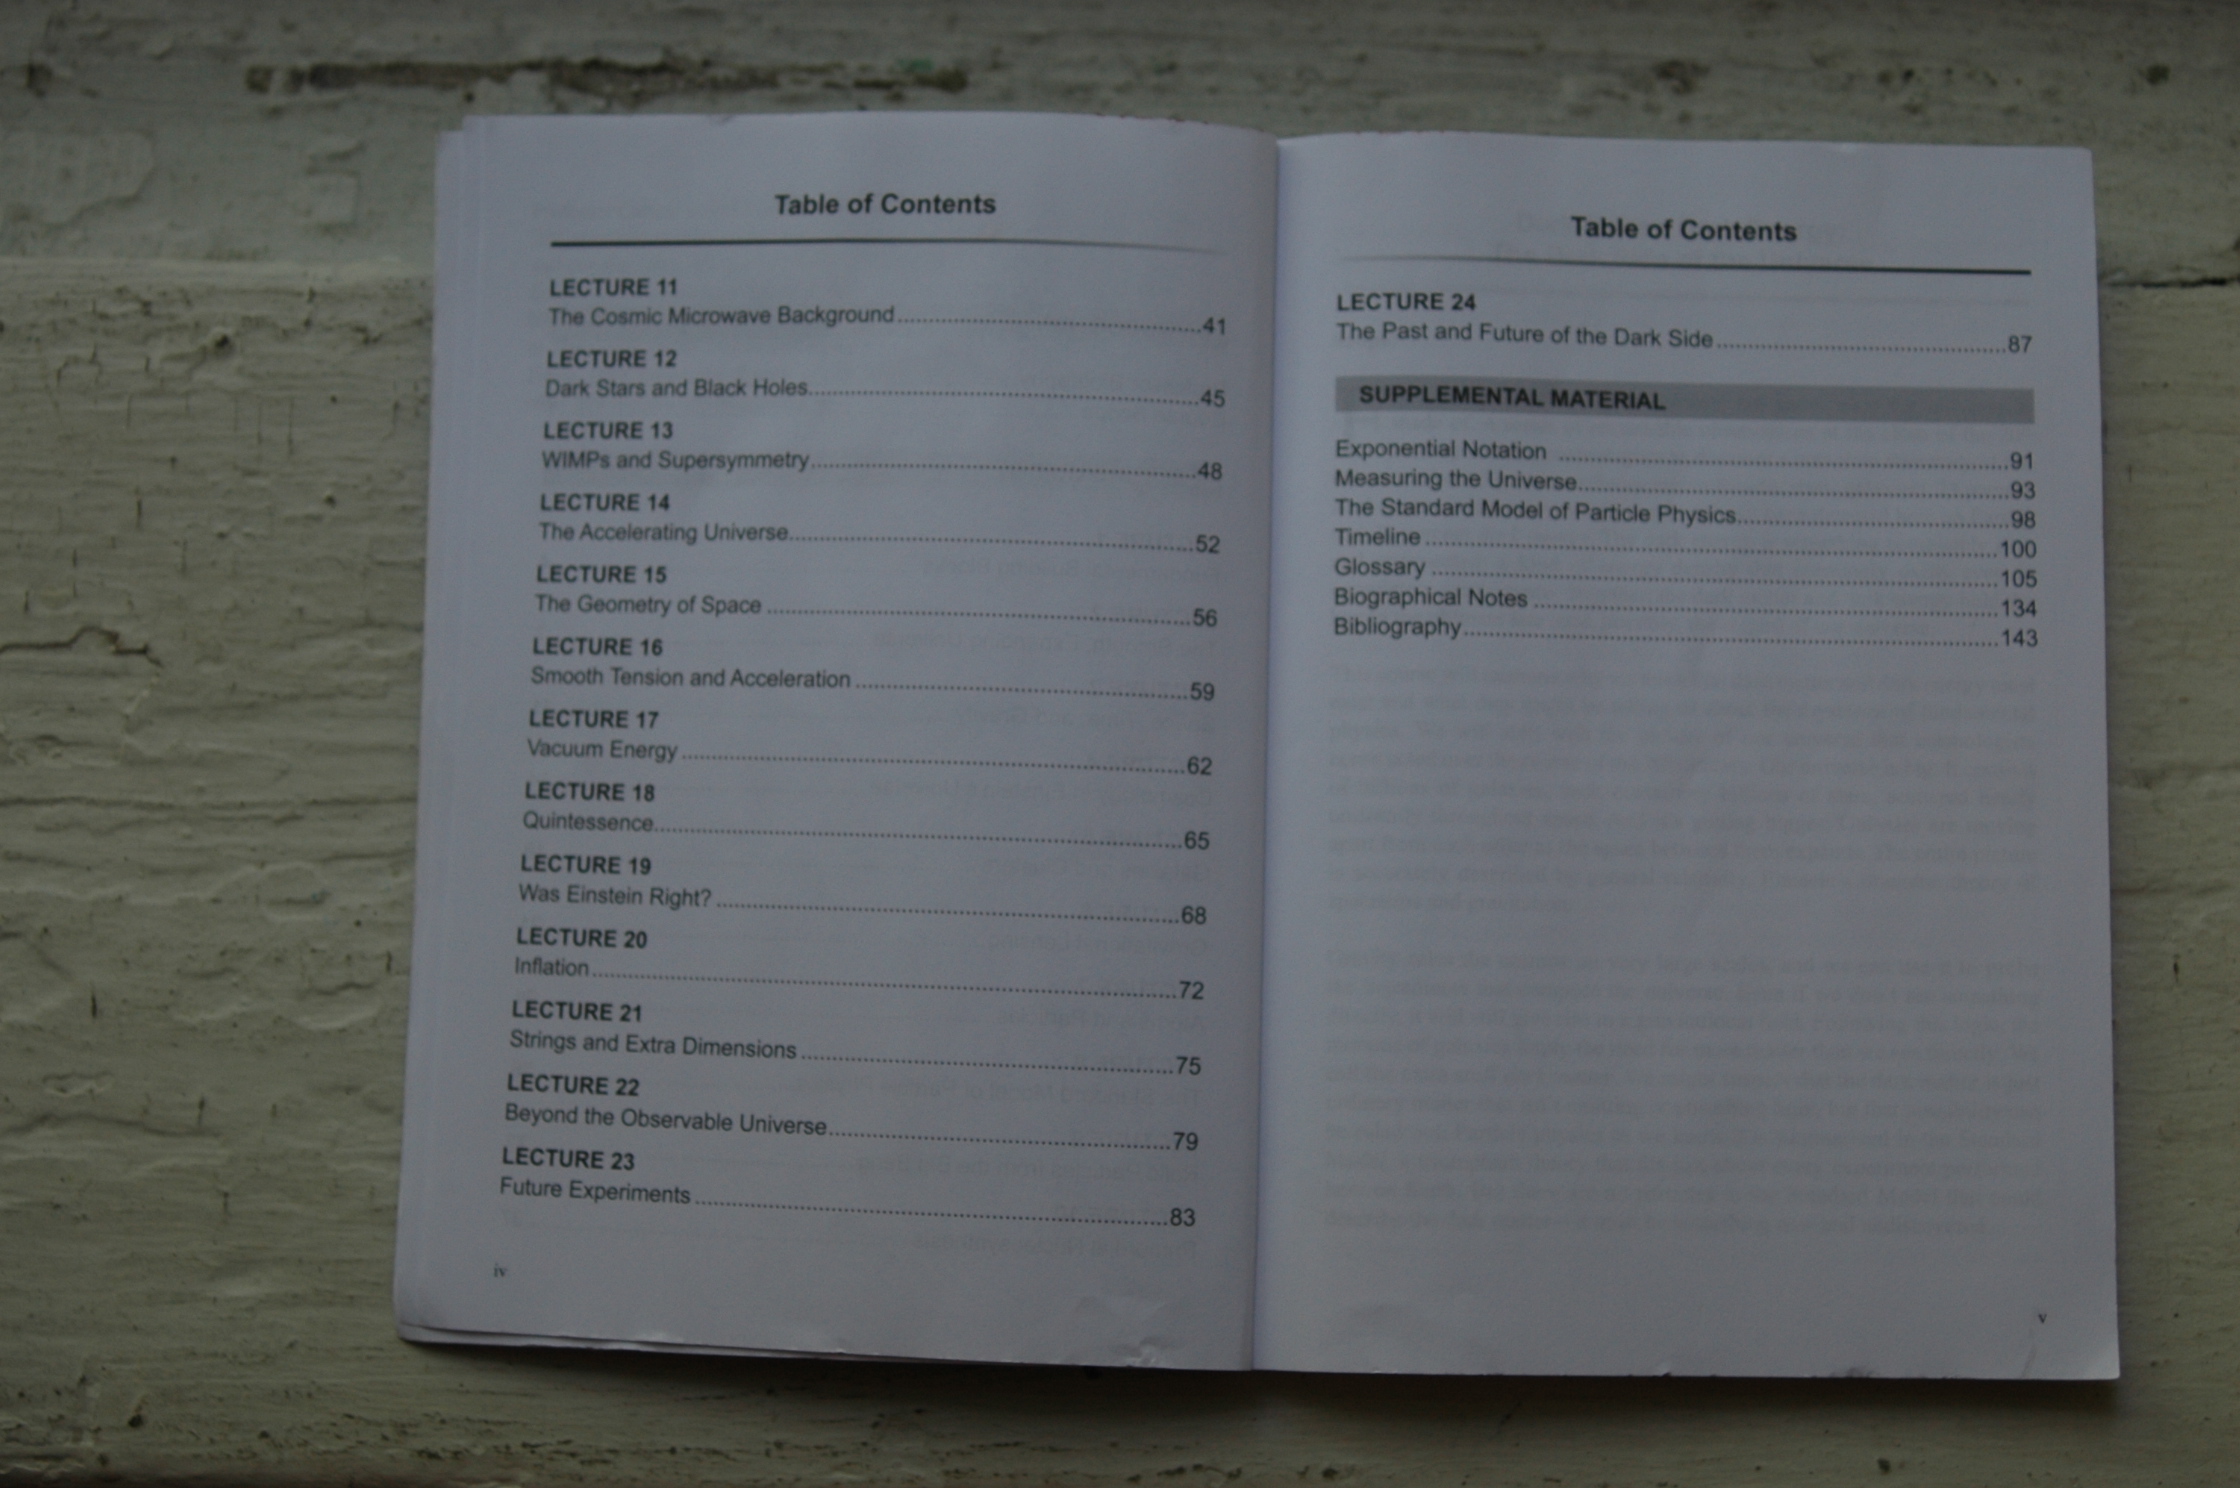 Table of Contents
LECTURE 11
The Cosmic Microwave Background..........41
LECTURE 12
Dark Stars and Black Holes..........45
LECTURE 13
WIMPs and Supersymmetry..........48
LECTURE 14
The Accelerating Universe..........52
LECTURE 15
The Geometry of Space..........56
LECTURE 16
Smooth Tension and Acceleration..........59
LECTURE 17
Vacuum Energy..........62
LECTURE 18
Quintessence..........65
LECTURE 19
Was Einstein Right?..........68
LECTURE 20
Inflation..........72
LECTURE 21
Strings and Extra Dimensions..........75
LECTURE 22
Beyond the Observable Universe..........79
LECTURE 23
Future Experiments..........83
iv
Table of Contents
LECTURE 24
The Past and Future of the Dark Side..........87
SUPPLEMENTAL MATERIAL
Exponential Notation..........91
Measuring the Universe..........93
The Standard Model of Particle Physics..........98
Timeline..........100
Glossary..........105
Biographical Notes..........134
Bibliography..........143
v